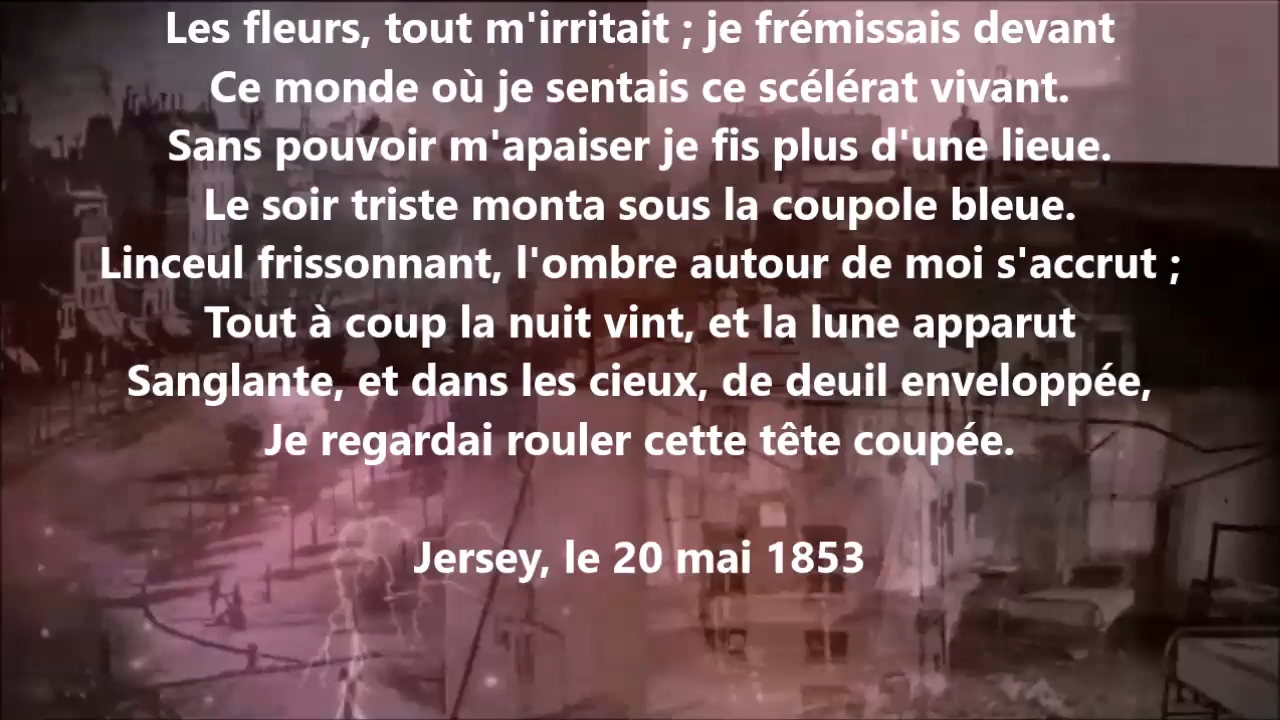 Les fleurs, tout m'irritait ; je frémissais devant
Ce monde où je sentais ce scélérat vivant.
Sans pouvoir m'apaiser je fis plus d'une lieue.
Le soir triste monta sous la coupole bleue.
Linceul frissonnant, l'ombre autour de moi s'accrut ;
Tout à coup la nuit vint, et la lune apparut
Sanglante, et dans les cieux, de deuil enveloppée,
Je regardai rouler cette tête coupée.
Jersey, le 20 mai 1853